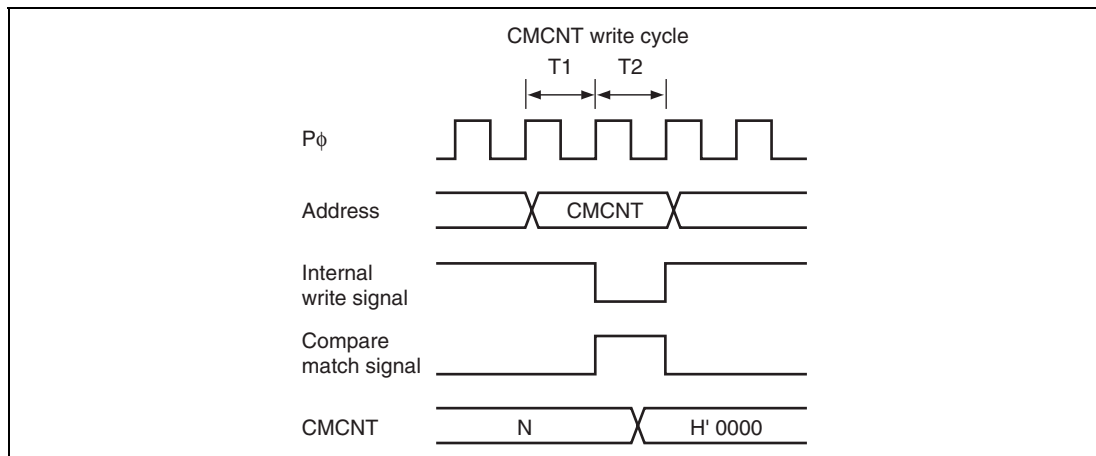 CMCNT write cycle
T1 T2
Pϕ
Address CMCNT
Internal
write signal
Compare
match signal
CMCNT N H' 0000